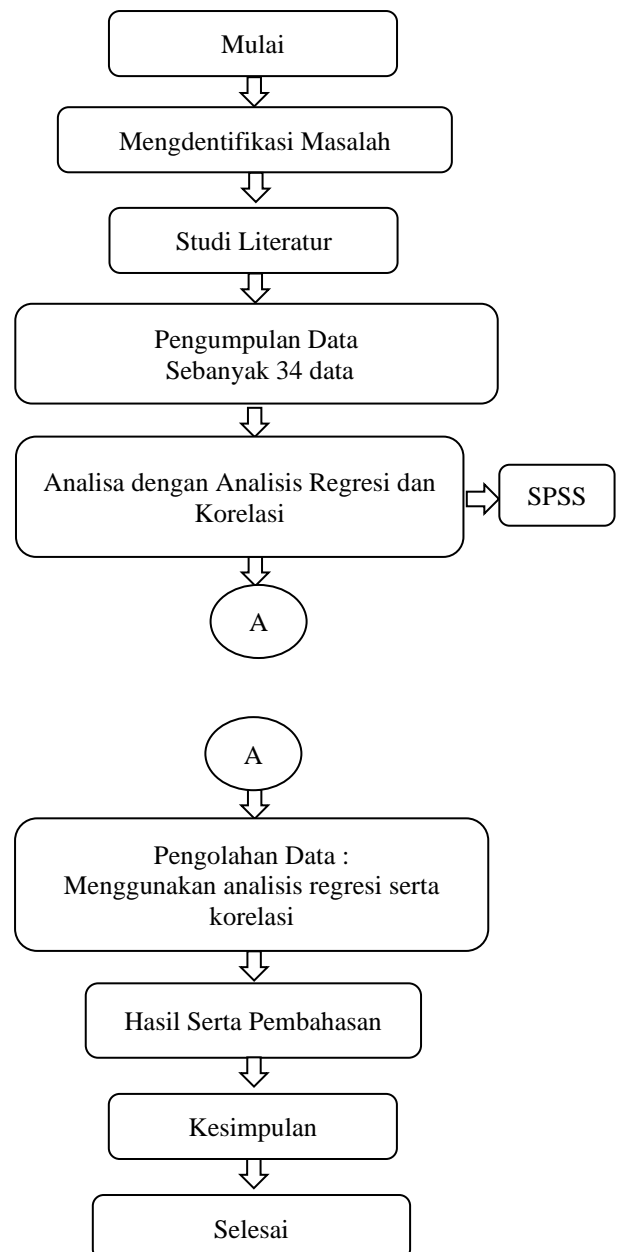 Mulai
Mengdentifikasi Masalah
Studi Literatur
Pengumpulan Data
Sebanyak 34 data
Analisa dengan Analisis Regresi dan
Korelasi
SPSS
A
A
Pengolahan Data :
Menggunakan analisis regresi serta
korelasi
Hasil Serta Pembahasan
Kesimpulan
Selesai